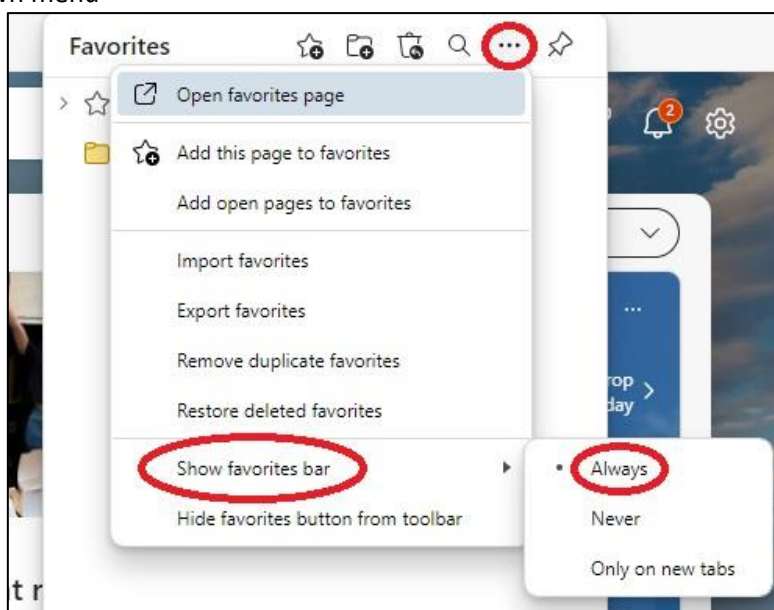 Favorites
Open favorites page
2
Add this page to favorites
Add open pages to favorites
Import favorites
Export favorites
Remove duplicate favorites
Restore deleted favorites
Show favorites bar
Always
Hide favorites button from toolbar
Never
Only on new tabs